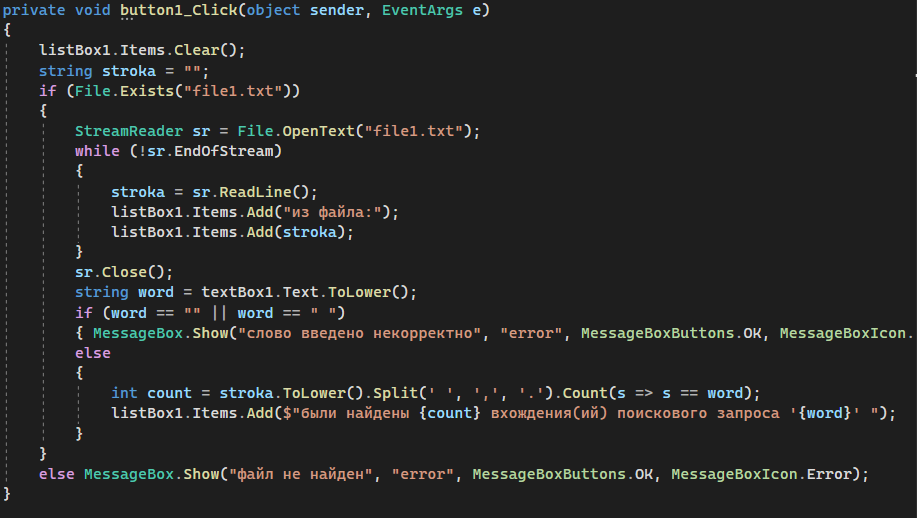 private void button1_Click(object sender, EventArgs e)
{
    listBox1.Items.Clear();
    string stroka = "";
    if (File.Exists("file1.txt"))
    {
        StreamReader sr = File.OpenText("file1.txt");
        while (!sr.EndOfStream)
        {
            stroka = sr.ReadLine();
            listBox1.Items.Add("из файла:");
            listBox1.Items.Add(stroka);
        }
        sr.Close();
        string word = textBox1.Text.ToLower();
        if (word == "" || word == " ")
        { MessageBox.Show("слово введено некорректно", "error", MessageBoxButtons.OK, MessageBoxIcon.
        else
        {
            int count = stroka.ToLower().Split(' ', ',', '.').Count(s => s == word);
            listBox1.Items.Add($"были найдены {count} вхождения(ий) поискового запроса '{word}' ");
        }
    }
    else MessageBox.Show("файл не найден", "error", MessageBoxButtons.OK, MessageBoxIcon.Error);
}